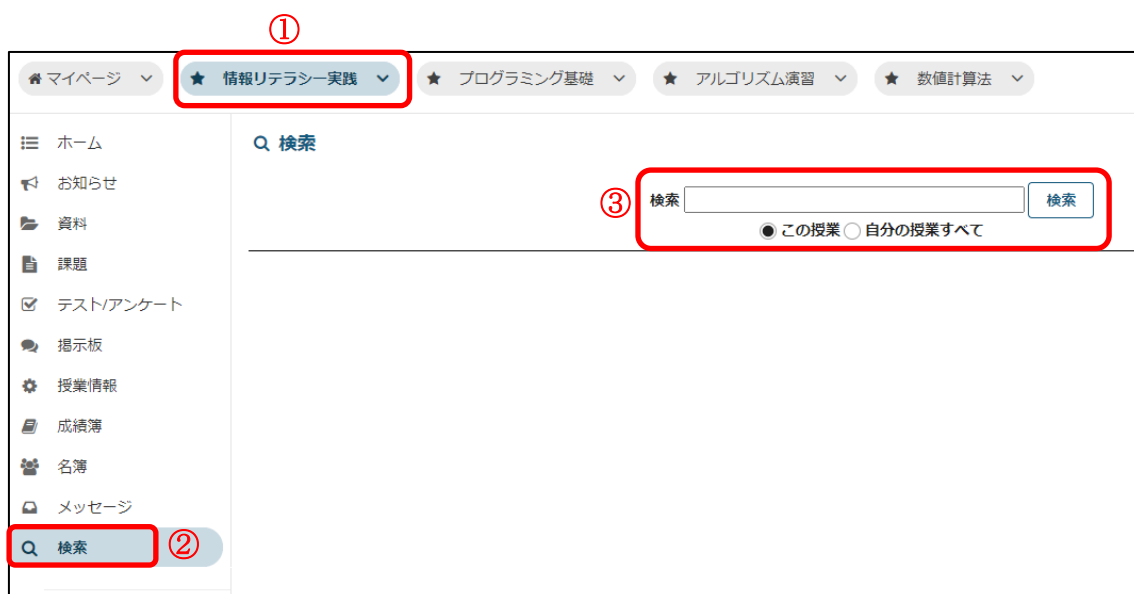 ①
マイページ 情報リテラシー実践 プログラミング基礎 アルゴリズム演習 数値計算法
ホーム
お知らせ
資料
課題
テスト/アンケート
掲示板
授業情報
成績簿
名簿
メッセージ
検索 ②
検索
③ 検索 検索
この授業 自分の授業すべて